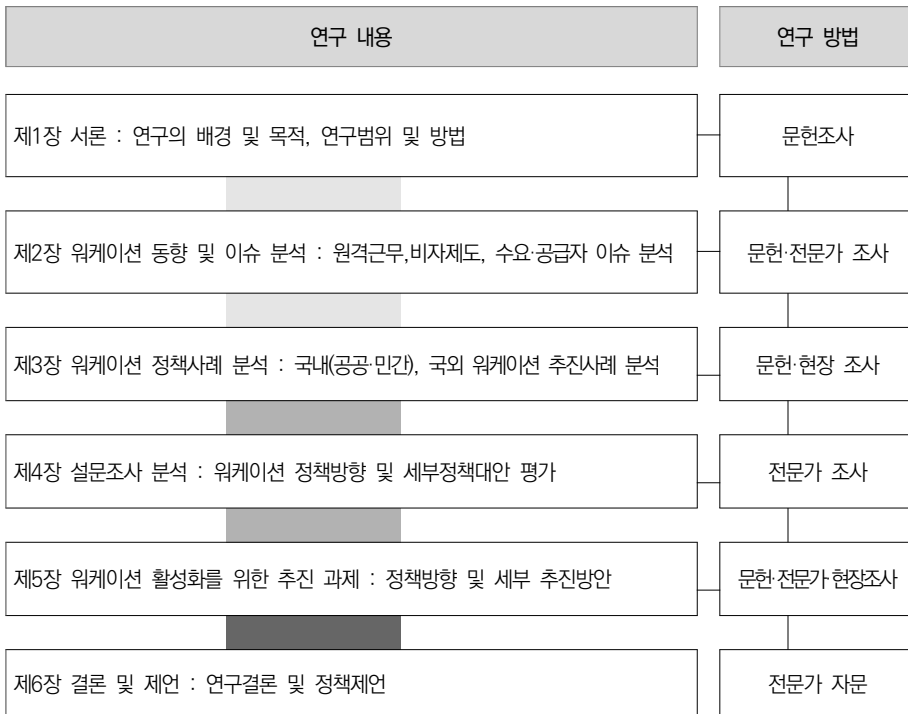 연구 내용
연구 방법
제1장 서론 : 연구의 배경 및 목적, 연구범위 및 방법
문헌조사
제2장 워케이션 동향 및 이슈 분석 : 원격근무,비자제도, 수요·공급자 이슈 분석
문헌·전문가 조사
제3장 워케이션 정책사례 분석 : 국내(공공·민간), 국외 워케이션 추진사례 분석
문헌·현장 조사
제4장 설문조사 분석 : 워케이션 정책방향 및 세부정책대안 평가
전문가 조사
제5장 워케이션 활성화를 위한 추진 과제 : 정책방향 및 세부 추진방안
문헌·전문가·현장조사
제6장 결론 및 제언 : 연구결론 및 정책제언
전문가 자문